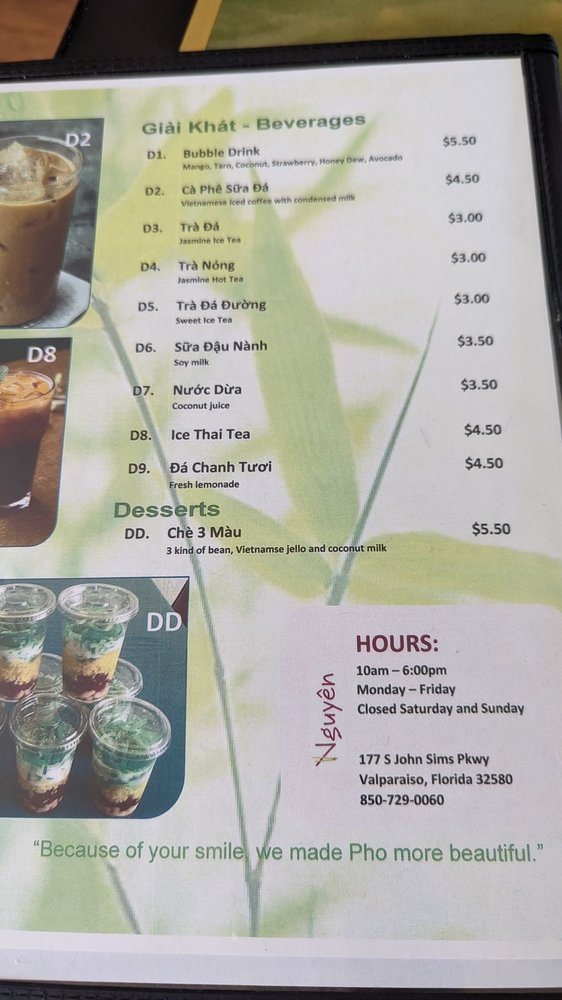 D2
Giải Khát - Beverages
D1. Bubble Drink $5.50
Mango, Taro, Coconut, Strawberry, Honey Dew, Avocado
D2. Cà Phê Sữa Đá $4.50
Vietnamese Iced coffee with condensed milk
D3. Trà Đá $3.00
Jasmine Ice Tea
D4. Trà Nóng $3.00
Jasmine Hot Tea
D5. Trà Đá Đường $3.00
Sweet Ice Tea
D8
D6. Sữa Đậu Nành $3.50
Soy milk
D7. Nước Dừa $3.50
Coconut juice
D8. Ice Thai Tea $4.50
D9. Đá Chanh Tươi $4.50
Fresh lemonade
Desserts
DD. Chè 3 Màu $5.50
3 kind of bean, Vietnamse jello and coconut milk
DD
Nguyên
HOURS:
10am – 6:00pm
Monday – Friday
Closed Saturday and Sunday
177 S John Sims Pkwy
Valparaiso, Florida 32580
850-729-0060
“Because of your smile, we made Pho more beautiful.”